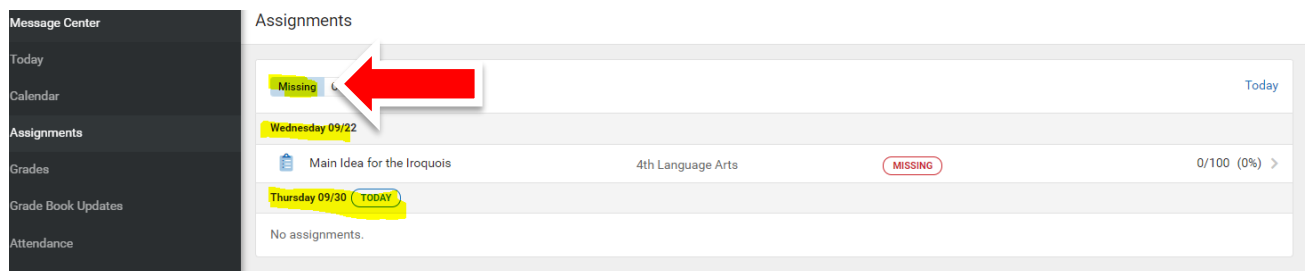 Message Center
Today
Calendar
Assignments
Grades
Grade Book Updates
Attendance
Assignments
Missing
Today
Wednesday 09/22
Main Idea for the Iroquois 4th Language Arts MISSING 0/100 (0%)
Thursday 09/30 TODAY
No assignments.